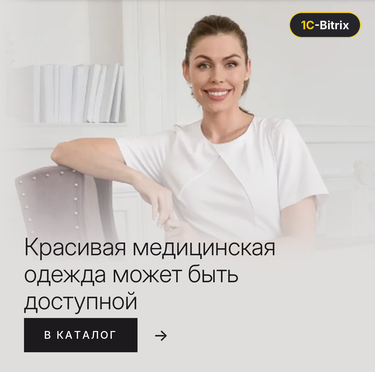 1C-Bitrix
Красивая медицинская
одежда может быть
доступной
В КАТАЛОГ →